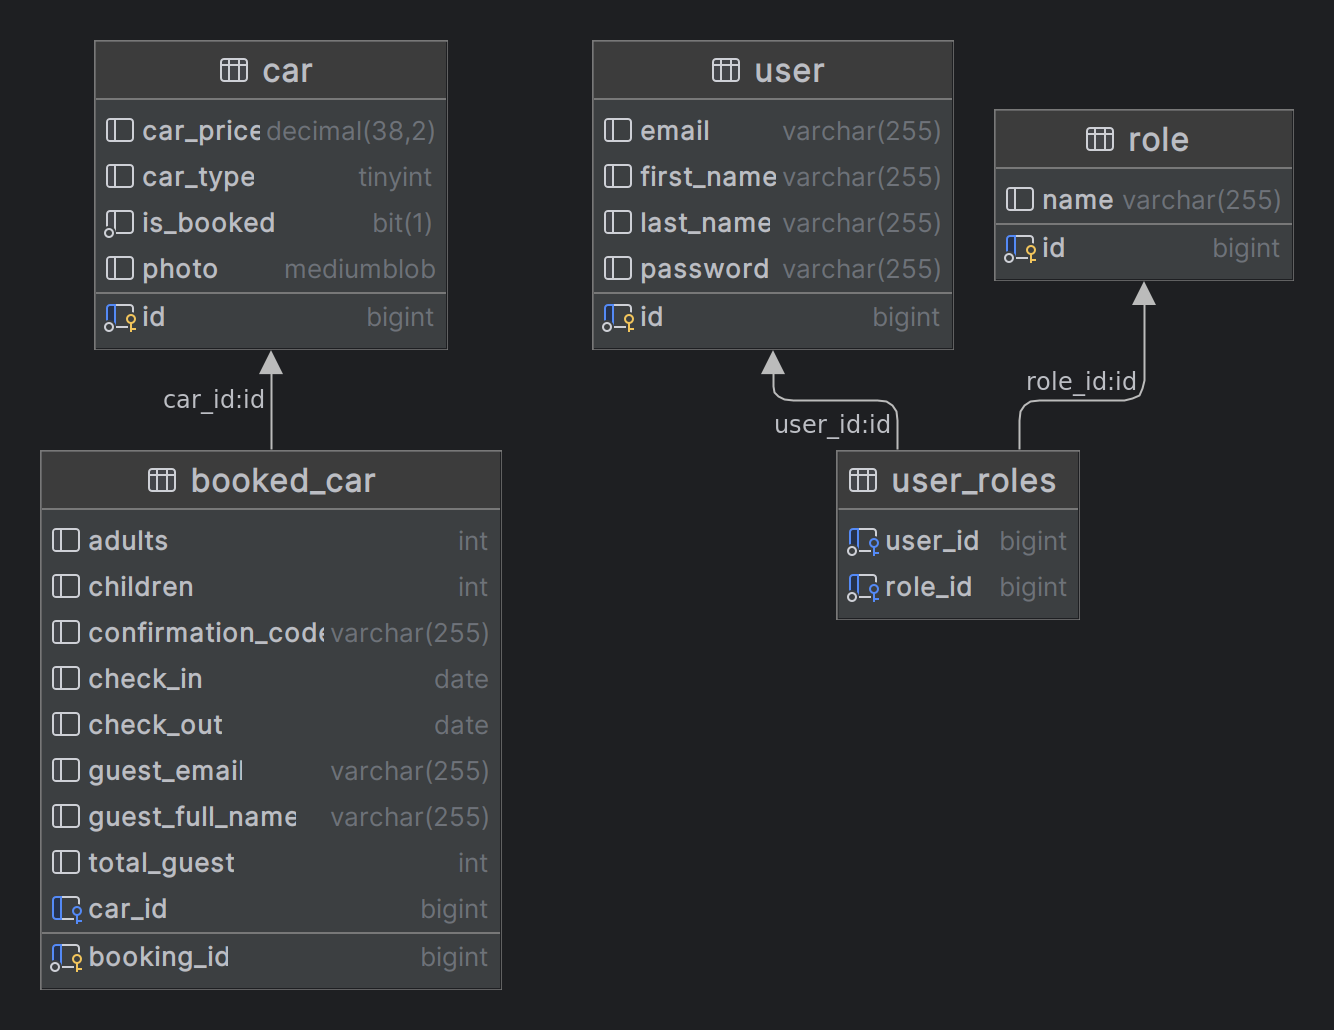 car
car_price decimal(38,2)
car_type tinyint
is_booked bit(1)
photo mediumblob
id bigint
user
email varchar(255)
first_name varchar(255)
last_name varchar(255)
password varchar(255)
id bigint
role
name varchar(255)
id bigint
car_id:id
user_id:id
role_id:id
booked_car
adults int
children int
confirmation_code varchar(255)
check_in date
check_out date
guest_email varchar(255)
guest_full_name varchar(255)
total_guest int
car_id bigint
booking_id bigint
user_roles
user_id bigint
role_id bigint